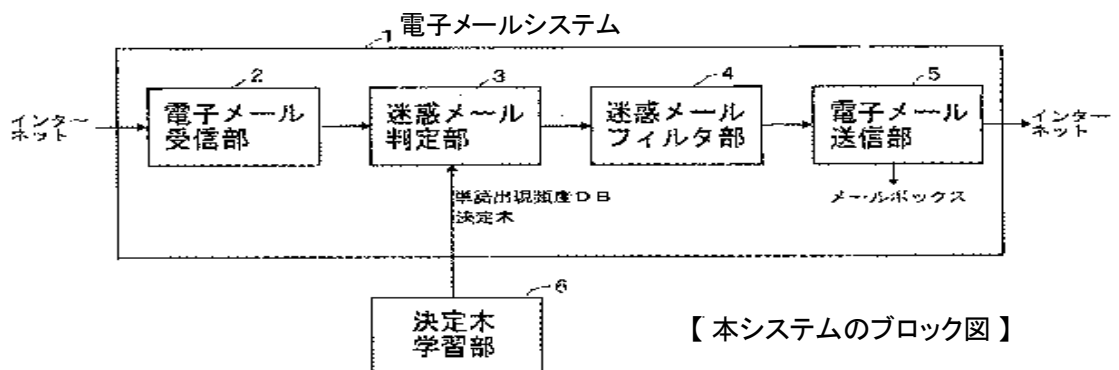 電子メールシステム
1
2
電子メール
受信部
3
迷惑メール
判定部
4
迷惑メール
フィルタ部
5
電子メール
送信部
インター
ネット
インター
ネット
単語出現頻度DB
決定木
メールボックス
6
決定木
学習部
【 本システムのブロック図 】